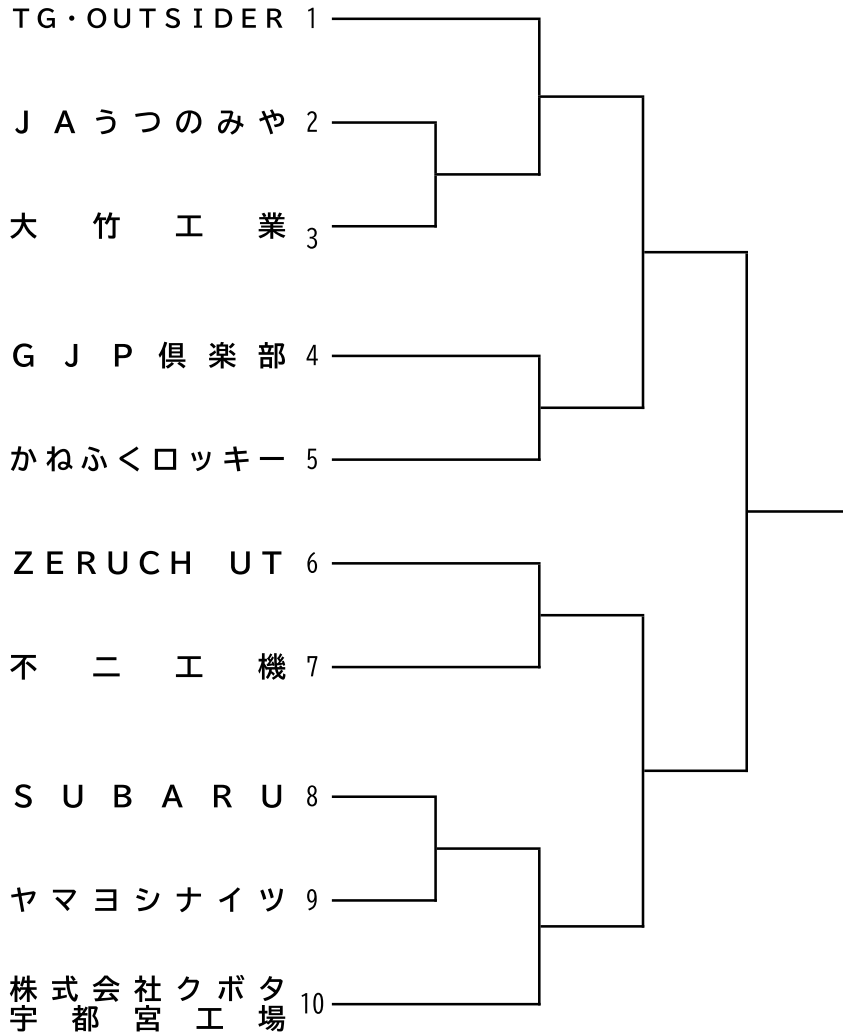 TG・OUTSIDER 1
JAうつのみや 2
大竹工業 3
GJP倶楽部 4
かねふくロッキー 5
ZERUCH UT 6
不二工機 7
SUBARU 8
ヤマヨシナイツ 9
株式会社クボタ
宇都宮工場 10